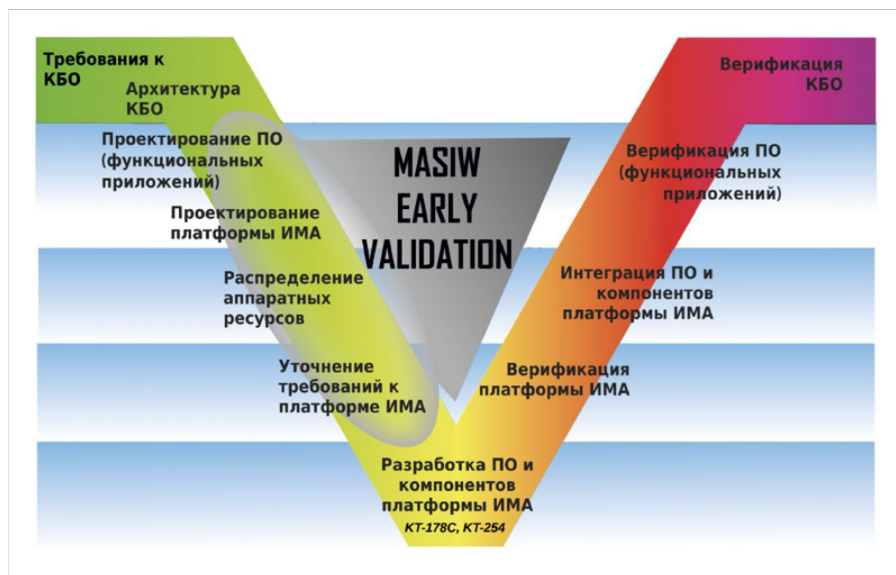 Требования к
КБО
Архитектура
КБО
Проектирование ПО
(функциональных
приложений)
Проектирование
платформы ИМА
Распределение
аппаратных
ресурсов
Уточнение
требований к
платформе ИМА
Разработка ПО и
компонентов
платформы ИМА
КТ-178С, КТ-254
MASIW
EARLY
VALIDATION
Верификация
КБО
Верификация ПО
(функциональных
приложений)
Интеграция ПО и
компонентов
платформы ИМА
Верификация
платформы ИМА